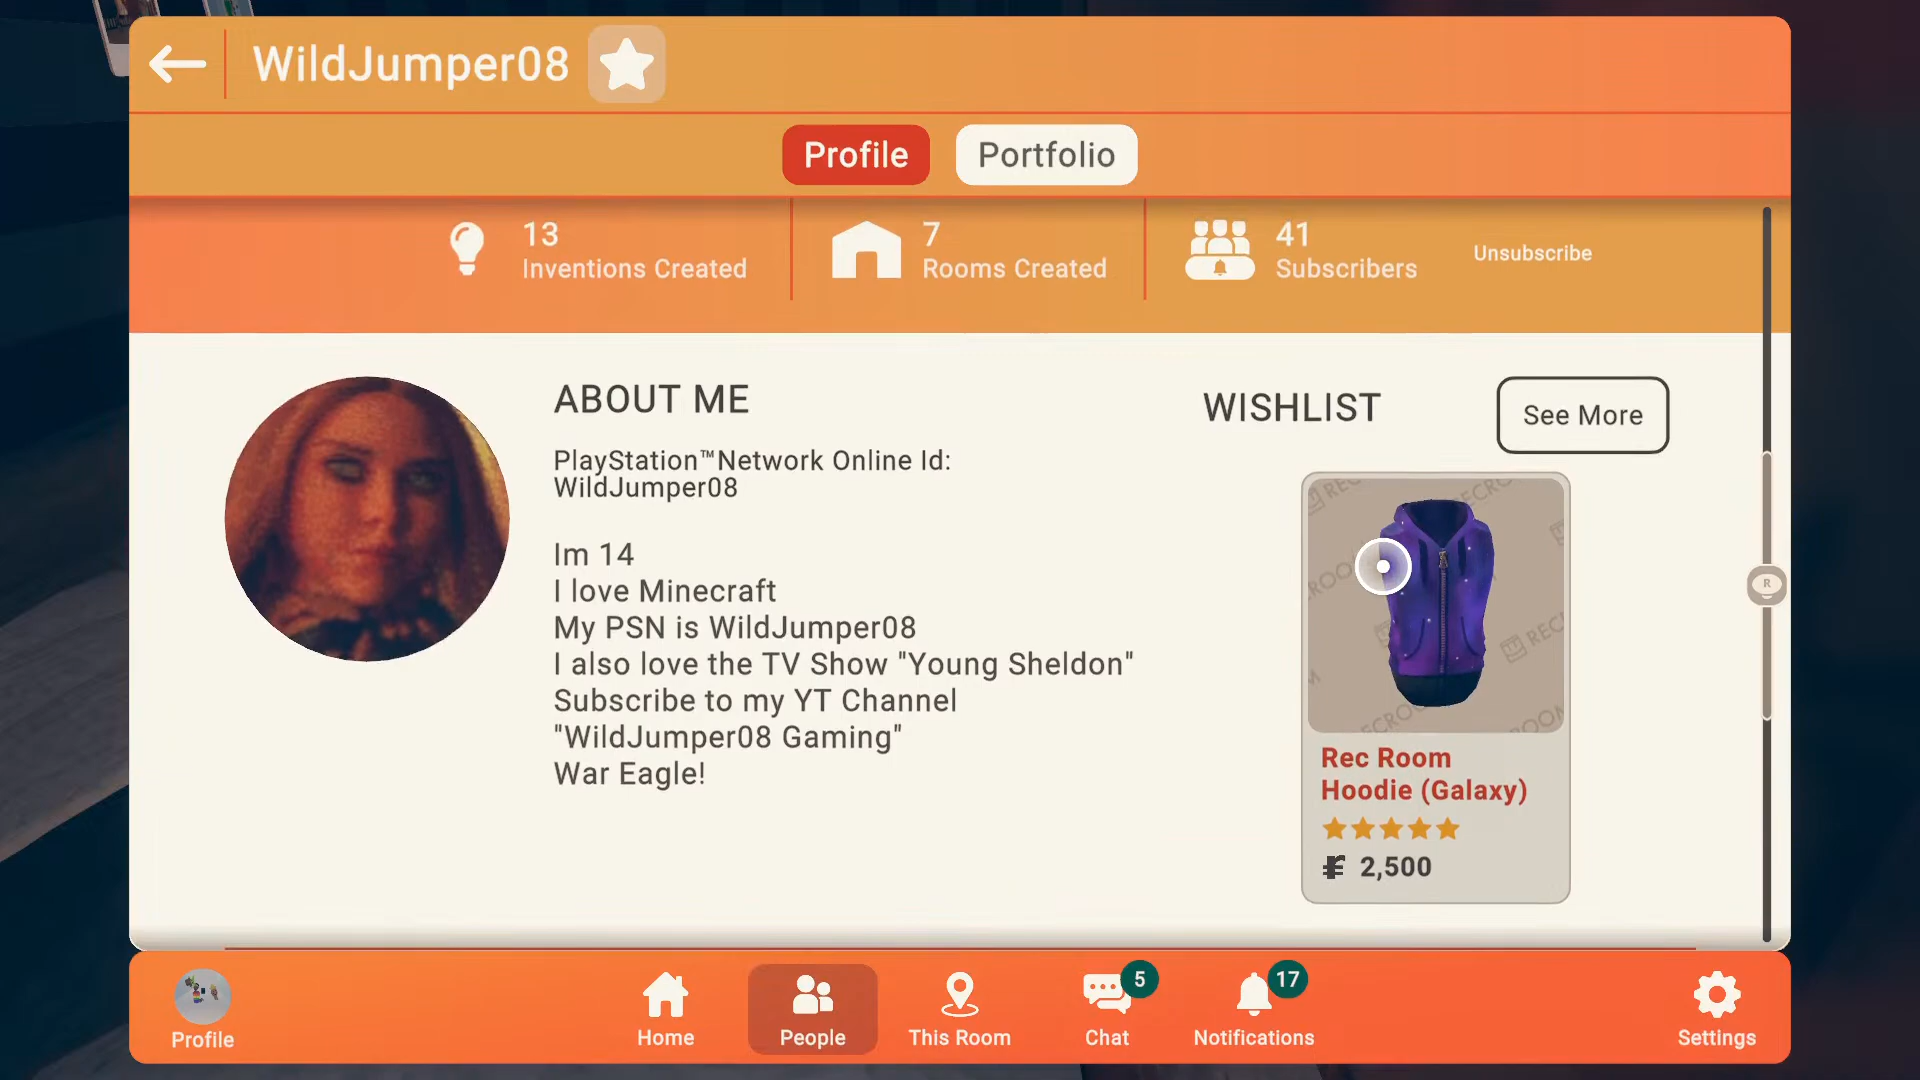 WildJumper08
Profile
Portfolio
13
Inventions Created
7
Rooms Created
41
Subscribers
Unsubscribe
ABOUT ME
PlayStation™Network Online Id:
WildJumper08
Im 14
I love Minecraft
My PSN is WildJumper08
I also love the TV Show "Young Sheldon"
Subscribe to my YT Channel
"WildJumper08 Gaming"
War Eagle!
WISHLIST
See More
Rec Room
Hoodie (Galaxy)
2,500
R
Profile
Home
People
This Room
5
Chat
17
Notifications
Settings